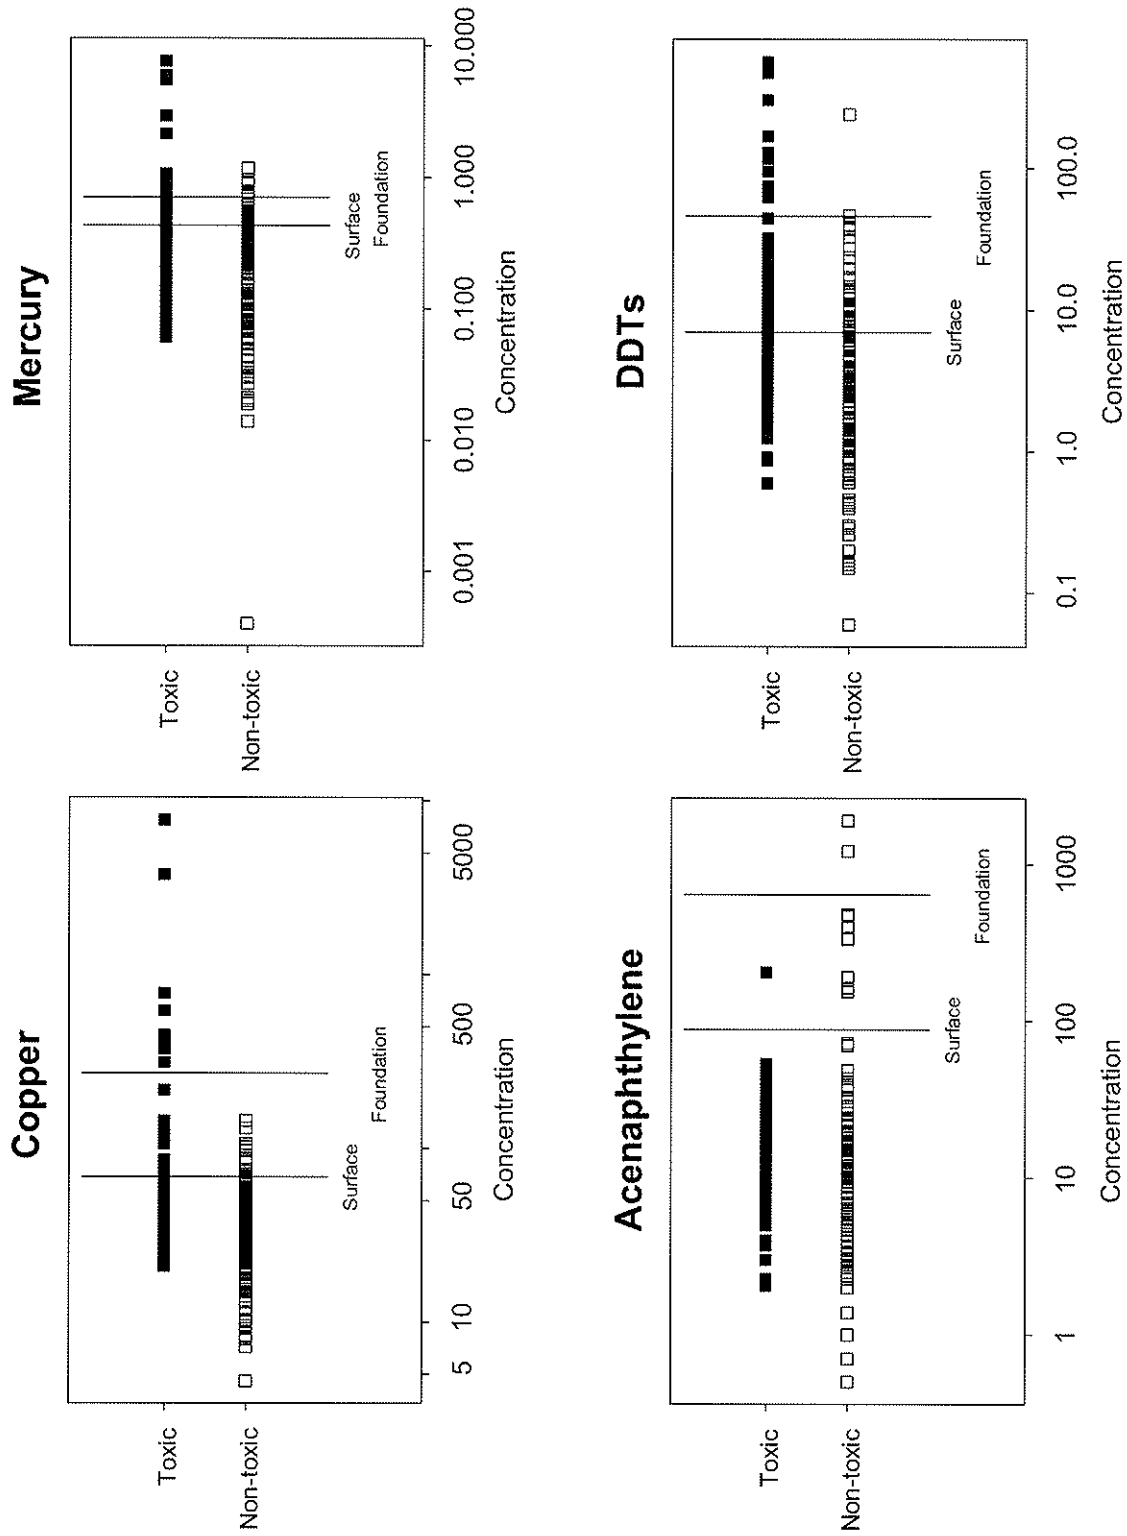 Copper
Toxic
Non-toxic
Surface
Foundation
5
10
50
500
5000
Concentration
Mercury
Toxic
Non-toxic
Surface
Foundation
0.001
0.010
0.100
1.000
10.000
Concentration
Acenaphthylene
Toxic
Non-toxic
Surface
Foundation
1
10
100
1000
Concentration
DDTs
Toxic
Non-toxic
Surface
Foundation
0.1
1.0
10.0
100.0
Concentration